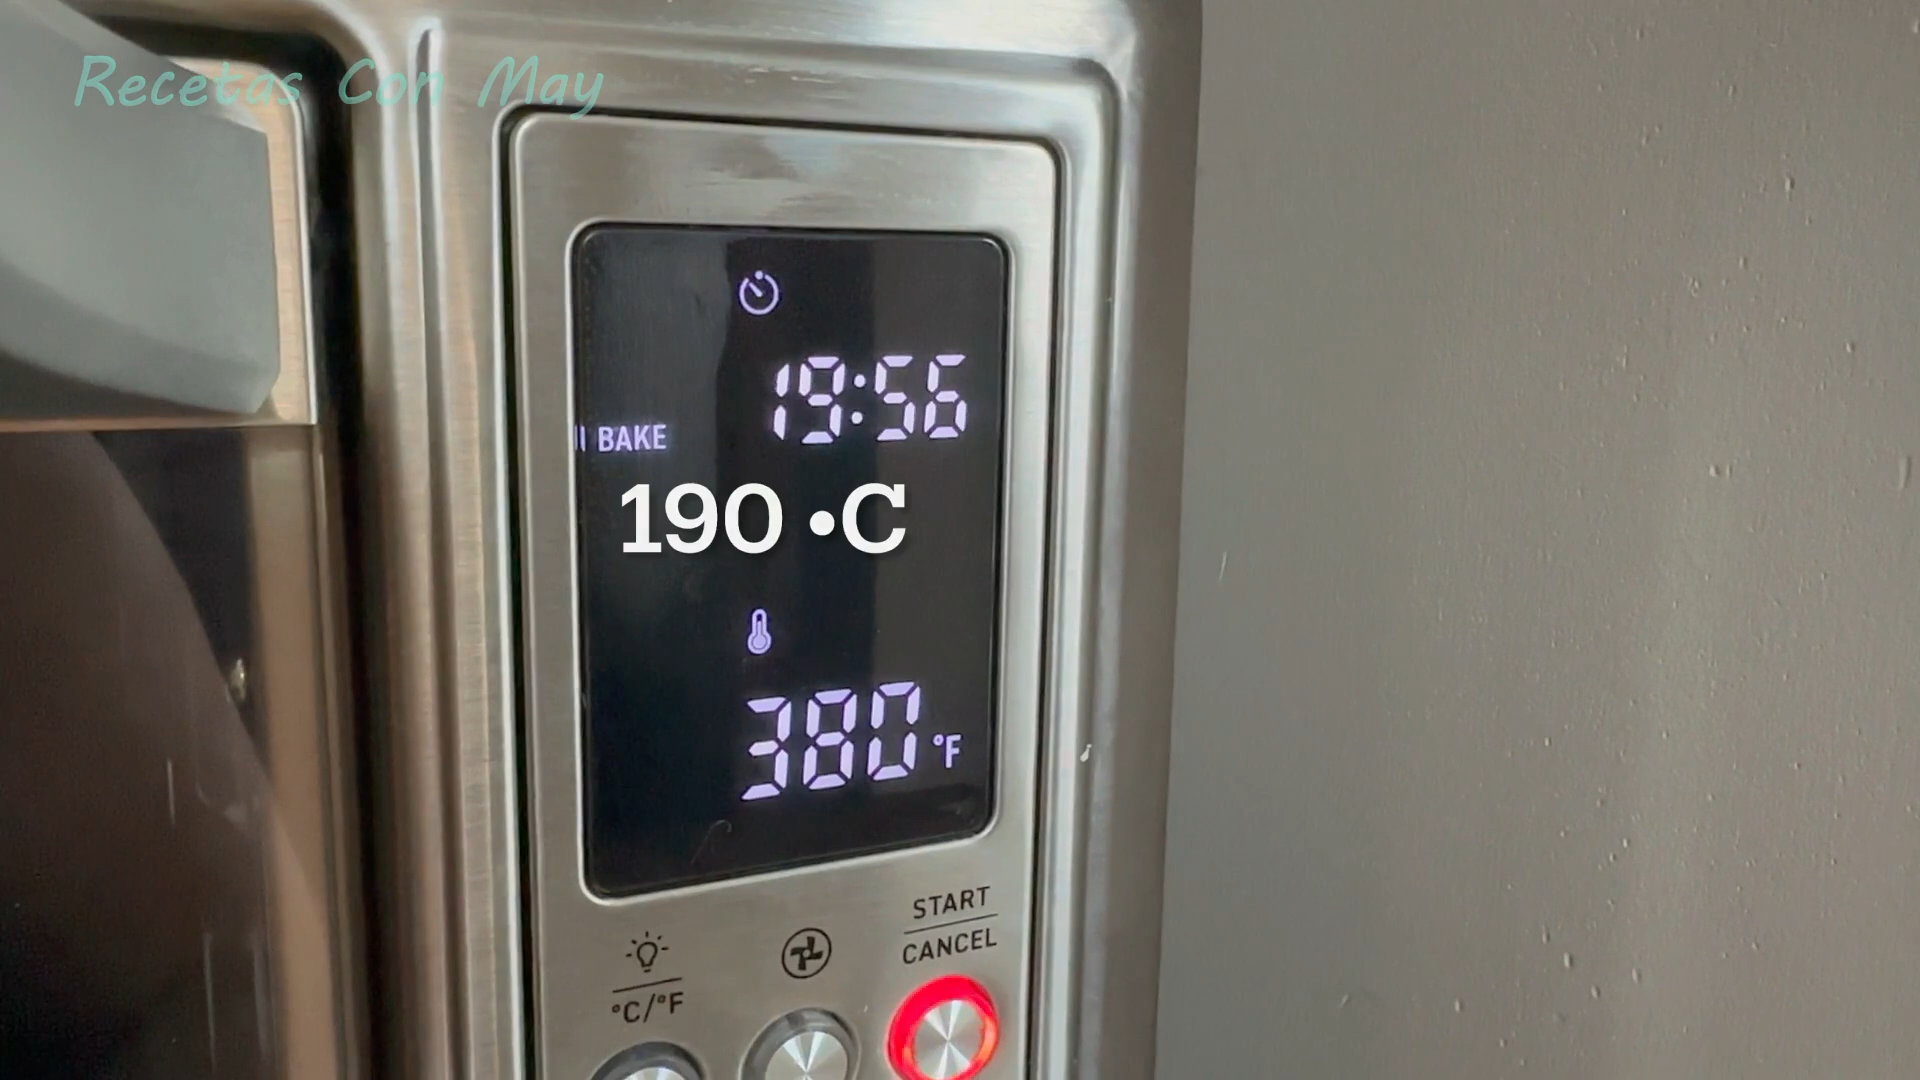 Recetas Con May
19:56
BAKE
190 •C
380 °F
START
CANCEL
°C/°F